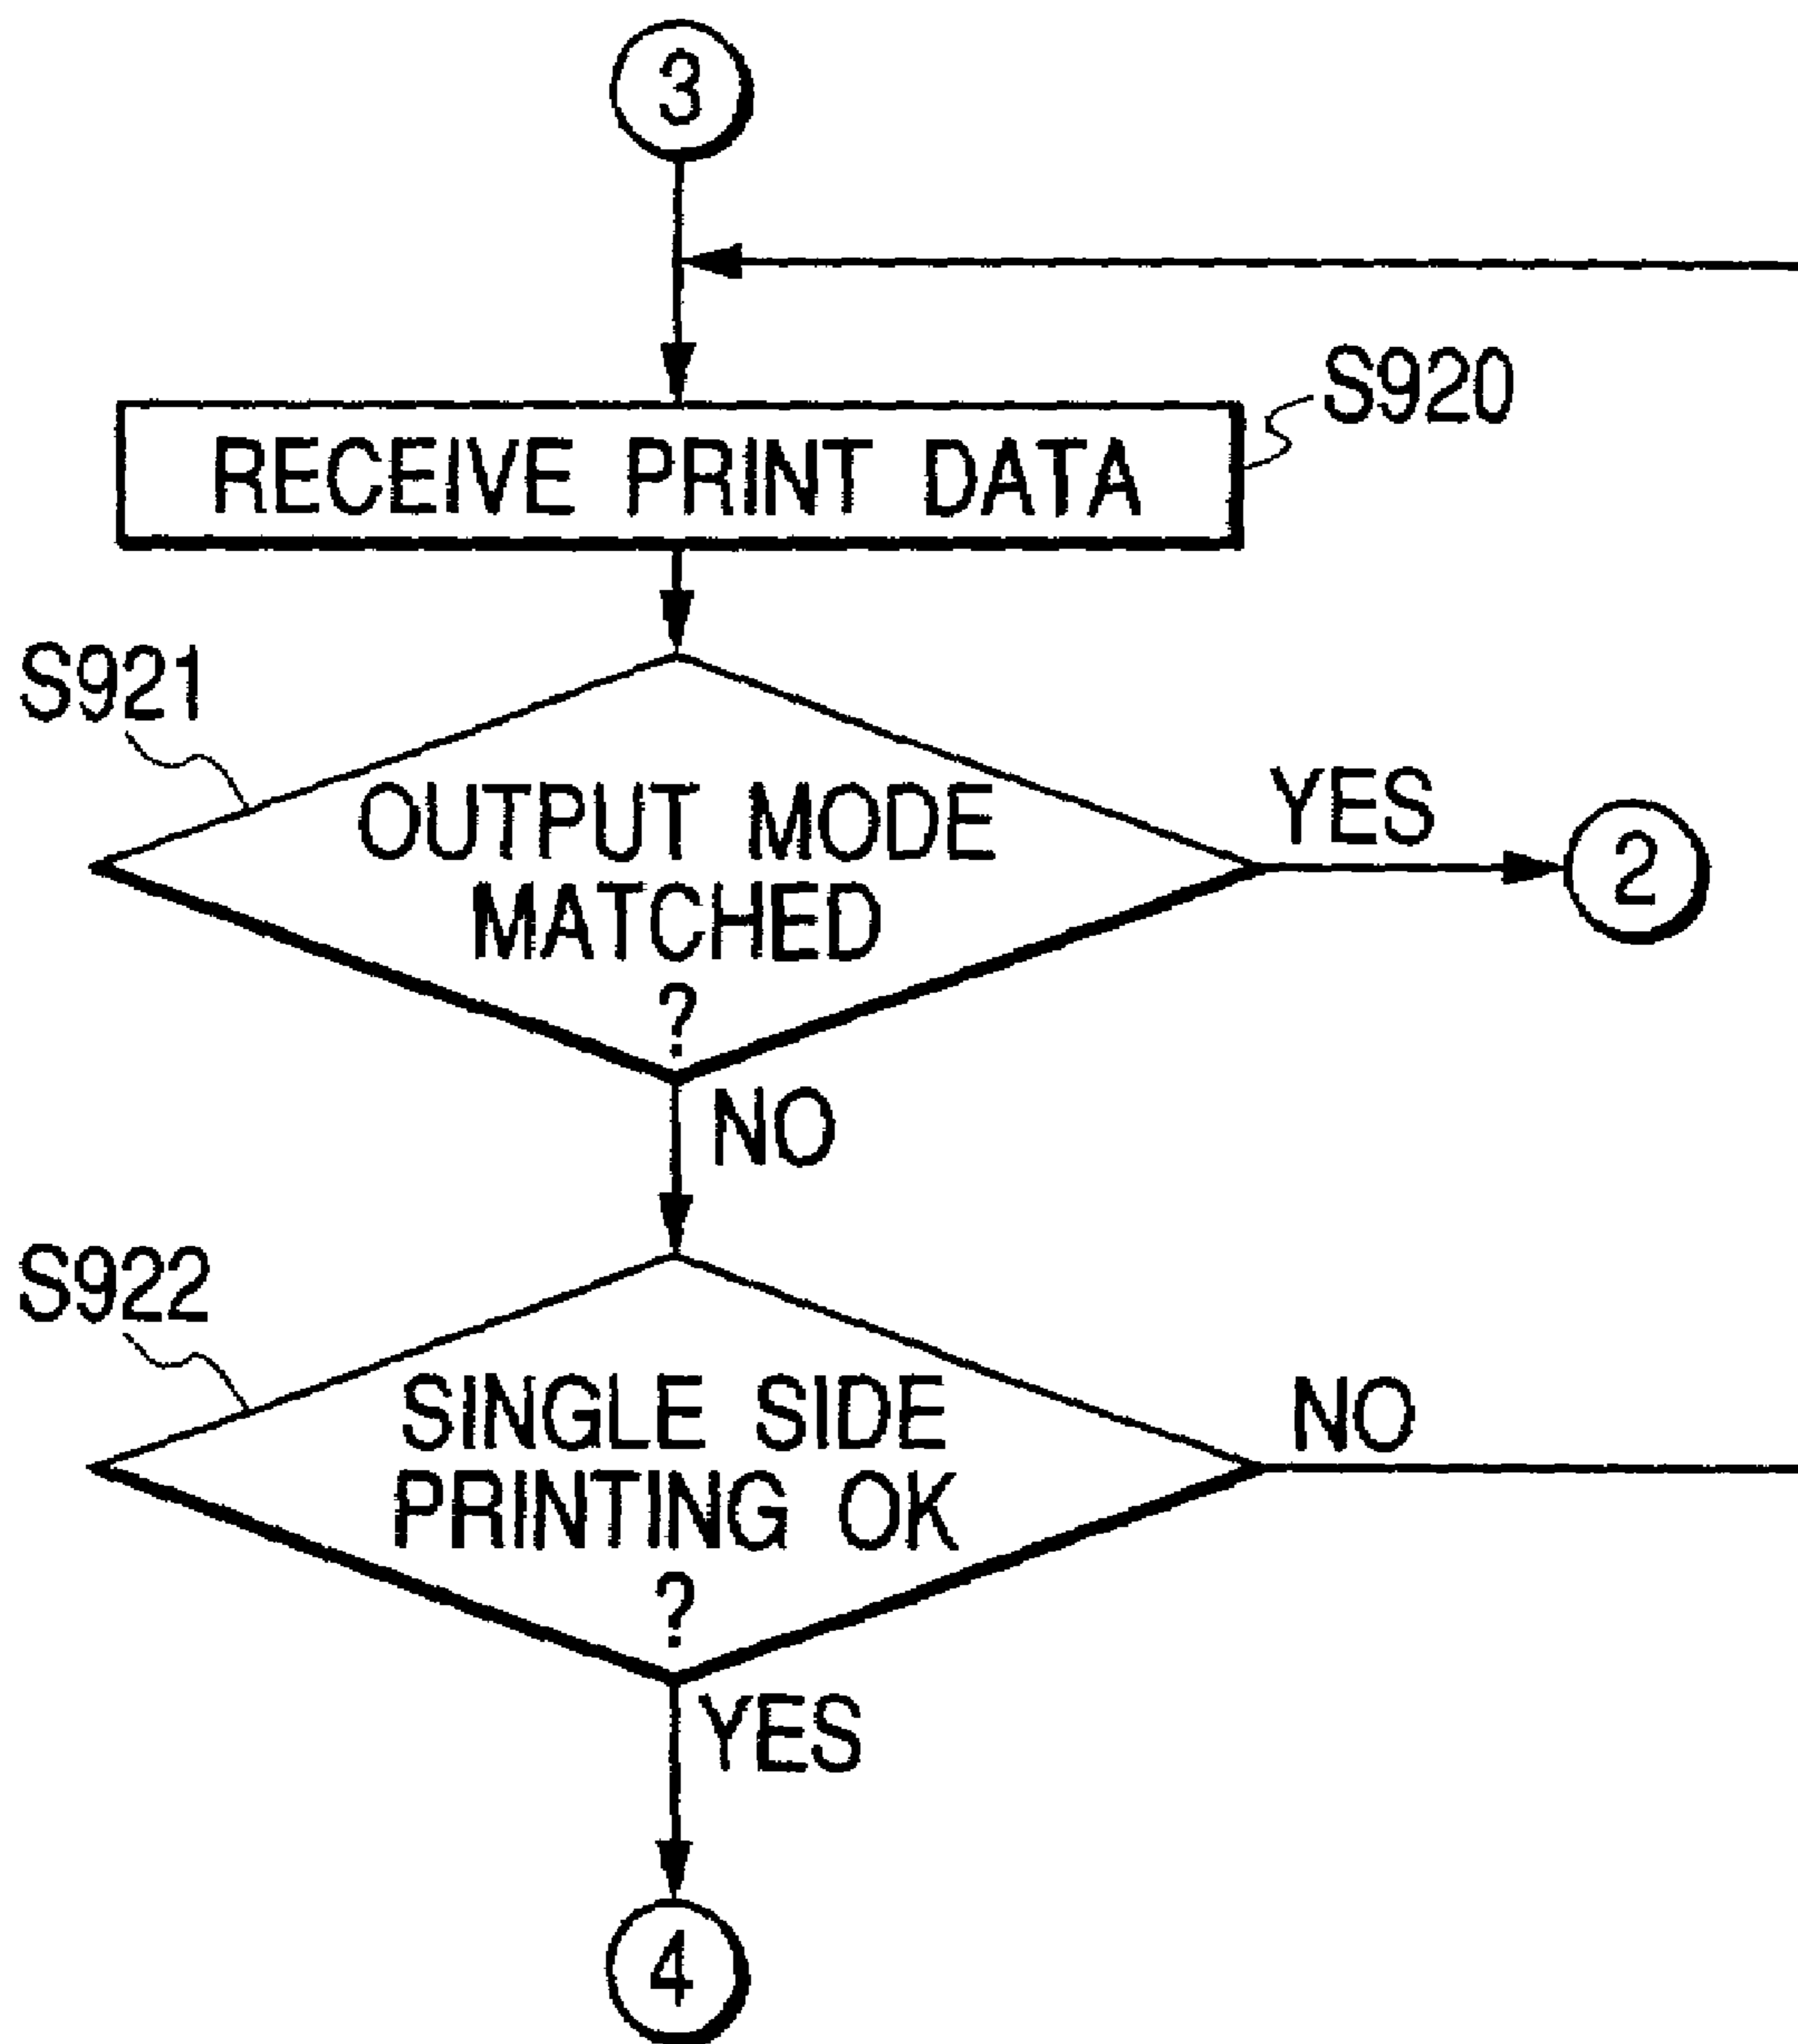 3
S920
RECEIVE PRINT DATA
S921
OUTPUT MODE
MATCHED
?
YES
2
NO
S922
SINGLE SIDE
PRINTING OK
?
NO
YES
4